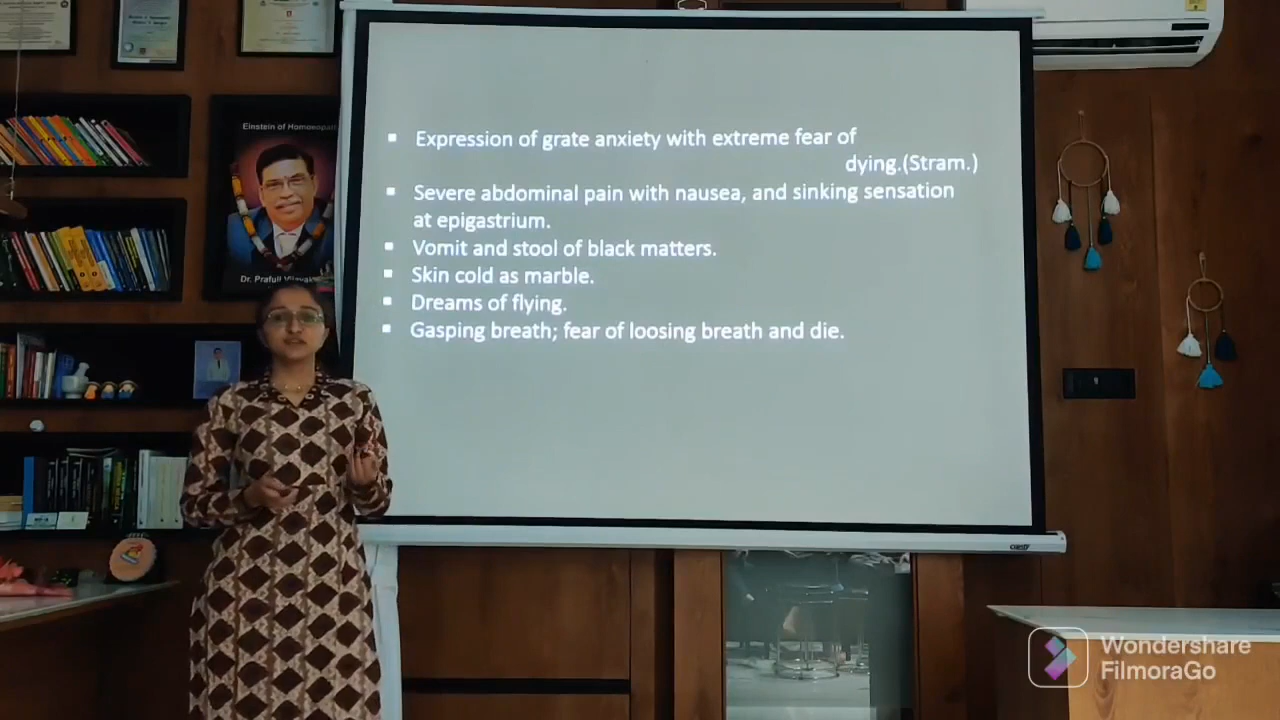 Einstein of Homoeopat
Dr. Prafull Vijayak
▪ Expression of grate anxiety with extreme fear of
dying.(Stram.)
▪ Severe abdominal pain with nausea, and sinking sensation
at epigastrium.
▪ Vomit and stool of black matters.
▪ Skin cold as marble.
▪ Dreams of flying.
▪ Gasping breath; fear of loosing breath and die.
Wondershare
FilmoraGo